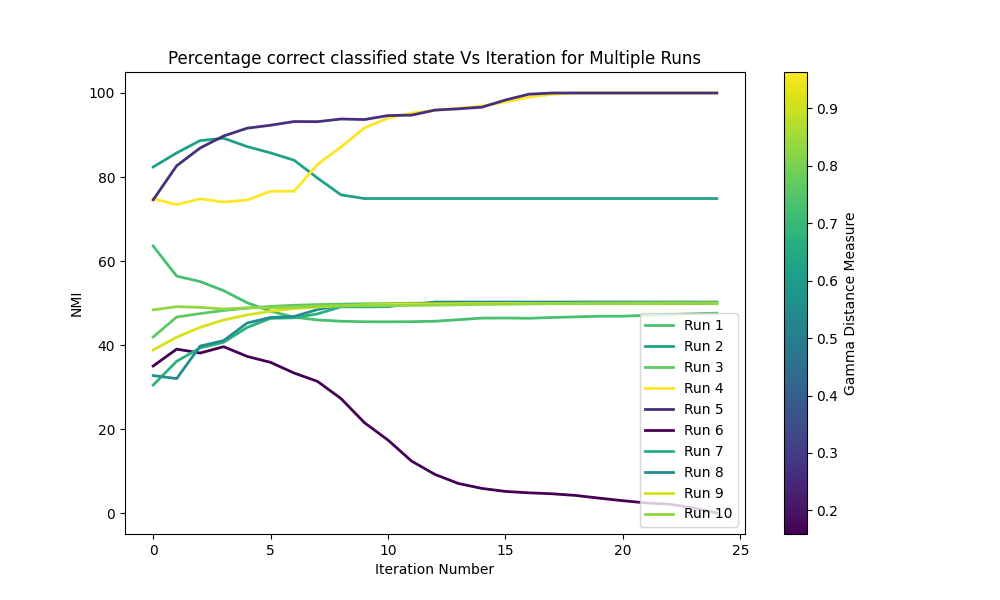 Percentage correct classified state Vs Iteration for Multiple Runs
NMI
100
80
60
40
20
0
0 5 10 15 20 25
Iteration Number
Run 1
Run 2
Run 3
Run 4
Run 5
Run 6
Run 7
Run 8
Run 9
Run 10
0.9
0.8
0.7
0.6
0.5
0.4
0.3
0.2
Gamma Distance Measure